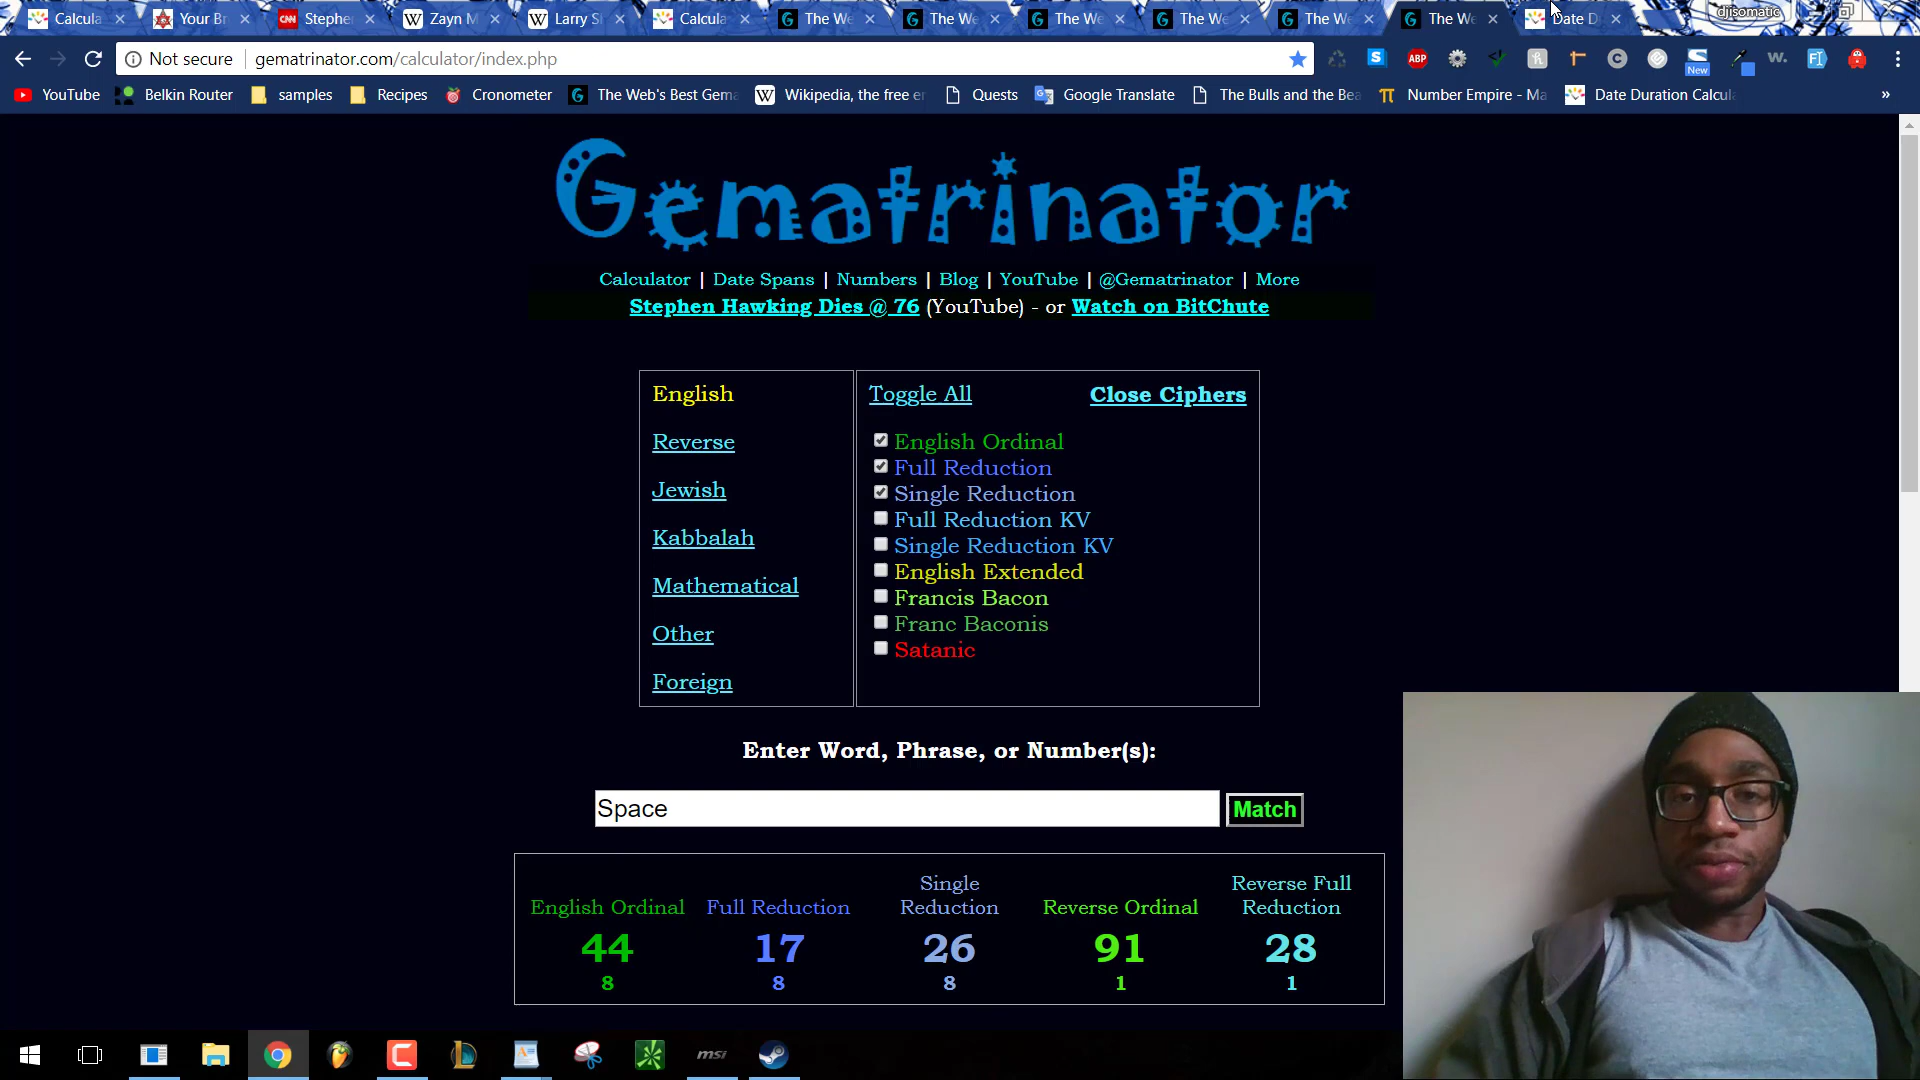 Calcula
Your Br
Stephe
Zayn M
Larry S
Calcula
The We
The We
The We
The We
The We
The We
Date D
djisomatic
Not secure
gematrinator.com/calculator/index.php
ABP
New
w.
YouTube
Belkin Router
samples
Recipes
Cronometer
The Web's Best Gema
Wikipedia, the free en
Quests
Google Translate
The Bulls and the Bea
Number Empire - Ma
Date Duration Calcul
»
Gematrinator
Calculator | Date Spans | Numbers | Blog | YouTube | @Gematrinator | More
Stephen Hawking Dies @ 76 (YouTube) - or Watch on BitChute
English
Reverse
Jewish
Kabbalah
Mathematical
Other
Foreign
Toggle All
Close Ciphers
English Ordinal
Full Reduction
Single Reduction
Full Reduction KV
Single Reduction KV
English Extended
Francis Bacon
Franc Baconis
Satanic
Enter Word, Phrase, or Number(s):
Space
Match
English Ordinal
44
8
Full Reduction
17
8
Single
Reduction
26
8
Reverse Ordinal
91
1
Reverse Full
Reduction
28
1
msi